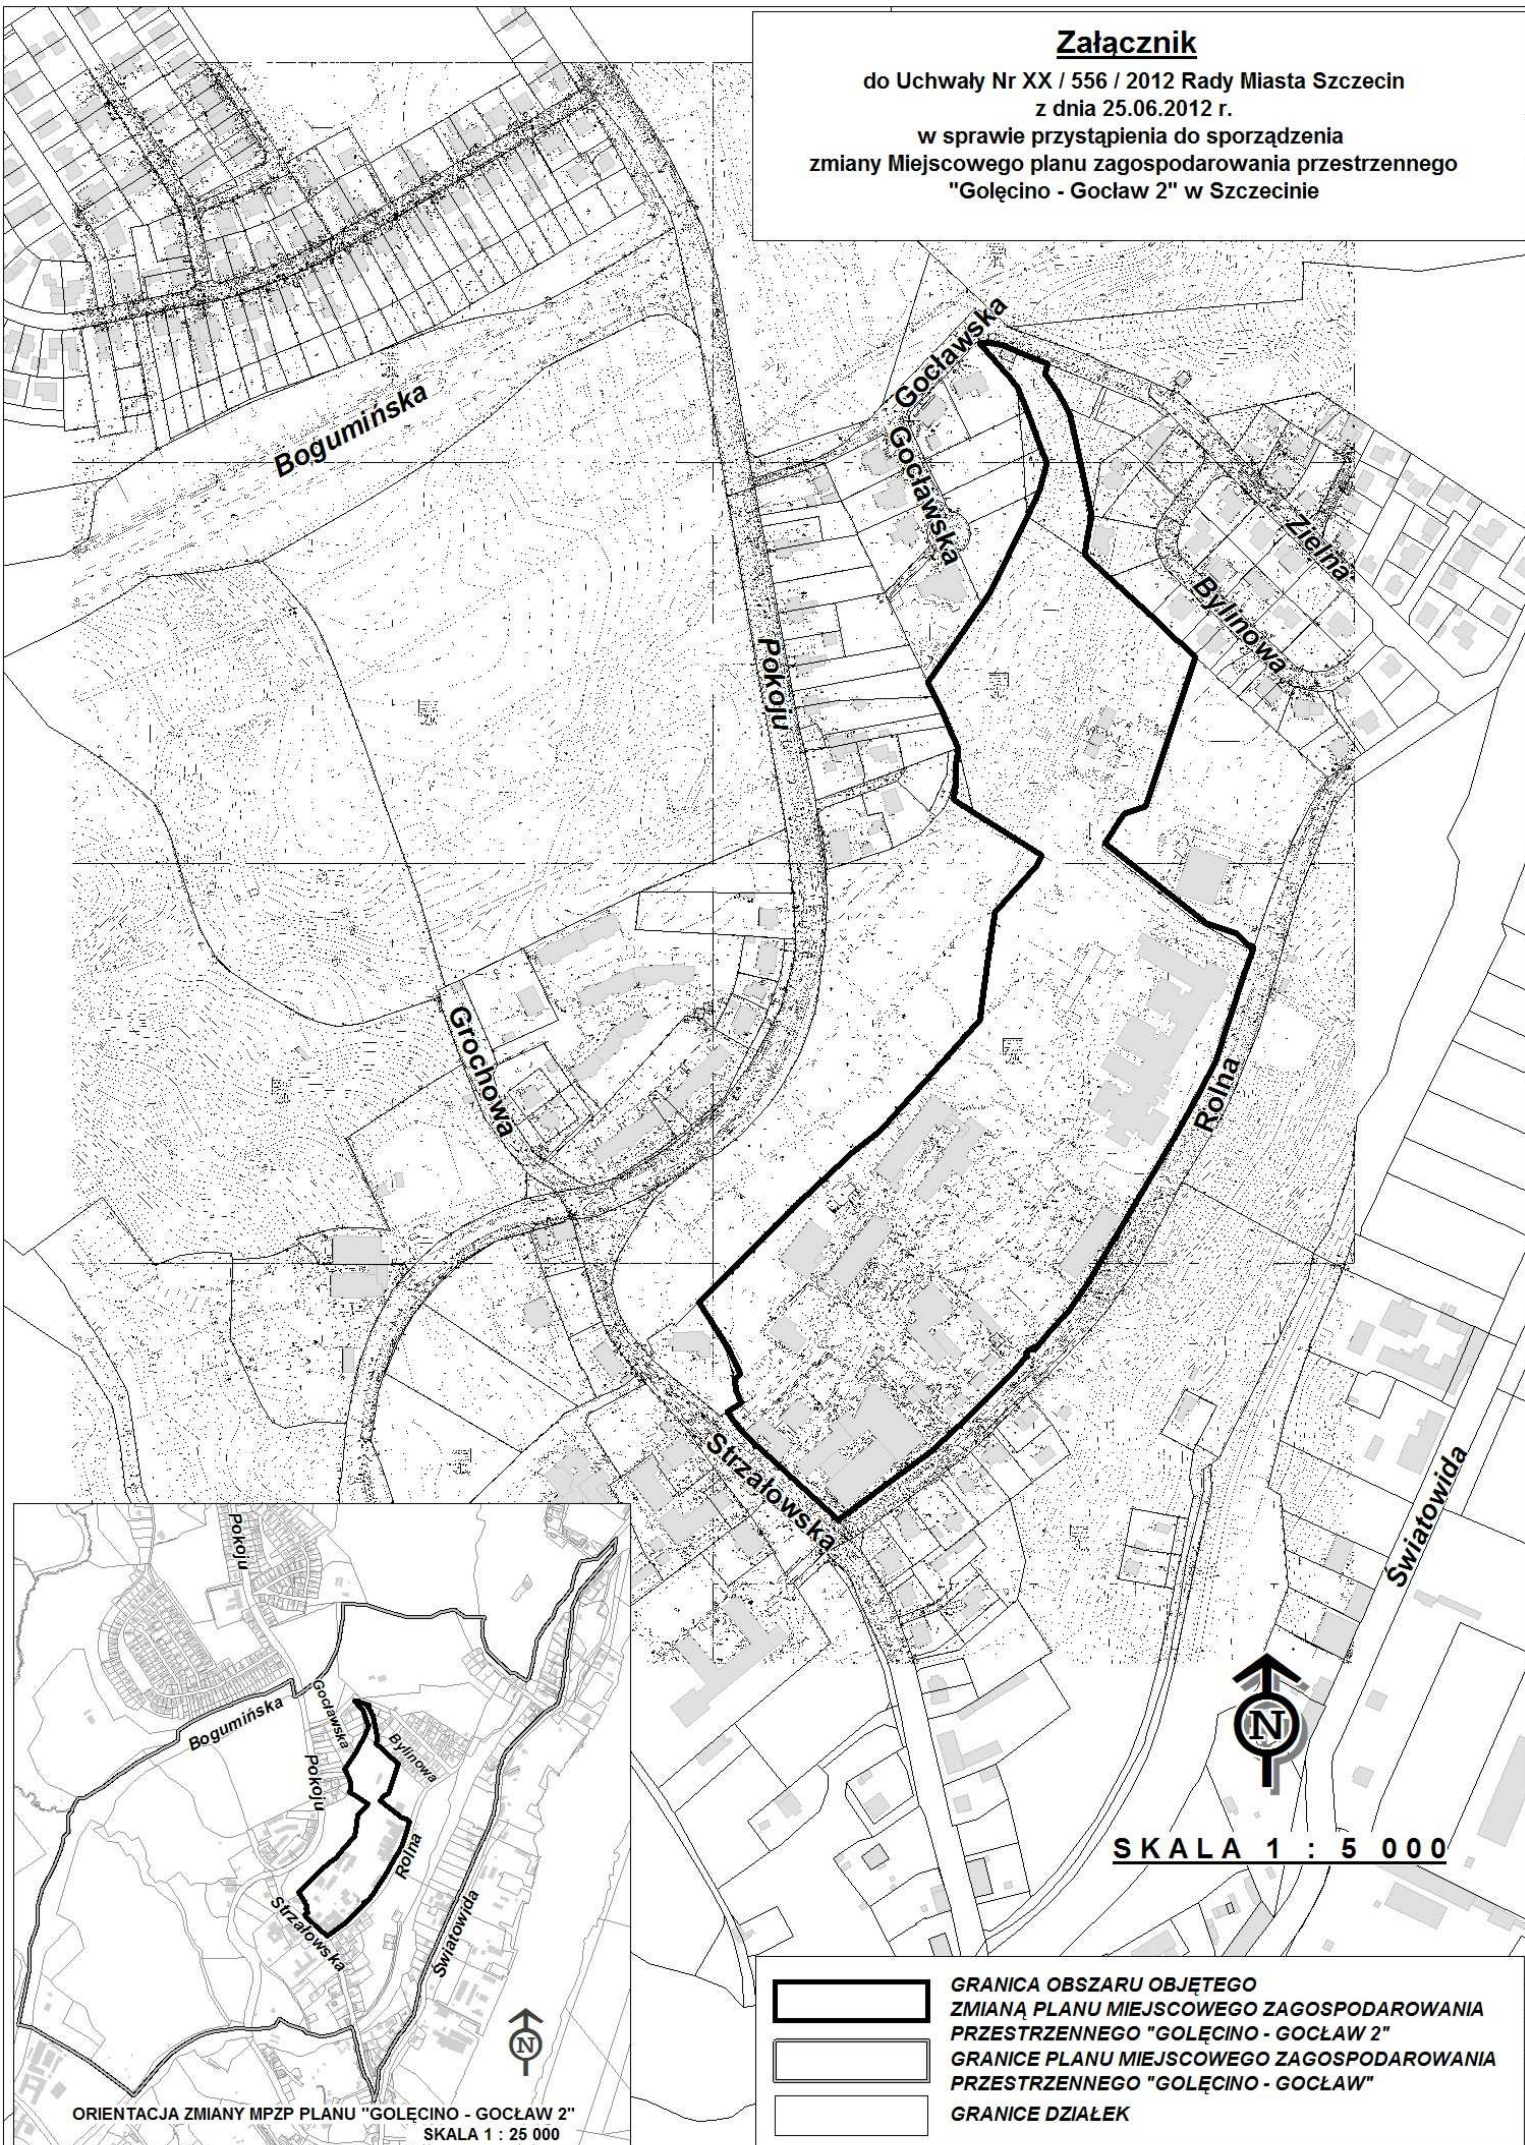 Załącznik
do Uchwały Nr XX / 556 / 2012 Rady Miasta Szczecin
z dnia 25.06.2012 r.
w sprawie przystąpienia do sporządzenia
zmiany Miejscowego planu zagospodarowania przestrzennego
"Golęcino - Gocław 2" w Szczecinie
Gocławska
Bogumińska
Gocławska
Zielna
Bylinowa
Pokoju
Grochowa
Rolna
Strzałowska
Światowida
N
SKALA 1 : 5 000
Pokoju
Gocławska
Bogumińska
Bylinowa
Pokoju
Rolna
Strzałowska
Światowida
N
ORIENTACJA ZMIANY MPZP PLANU "GOLĘCINO - GOCŁAW 2"
SKALA 1 : 25 000
GRANICA OBSZARU OBJĘTEGO
ZMIANĄ PLANU MIEJSCOWEGO ZAGOSPODAROWANIA
PRZESTRZENNEGO "GOLĘCINO - GOCŁAW 2"
GRANICE PLANU MIEJSCOWEGO ZAGOSPODAROWANIA
PRZESTRZENNEGO "GOLĘCINO - GOCŁAW"
GRANICE DZIAŁEK